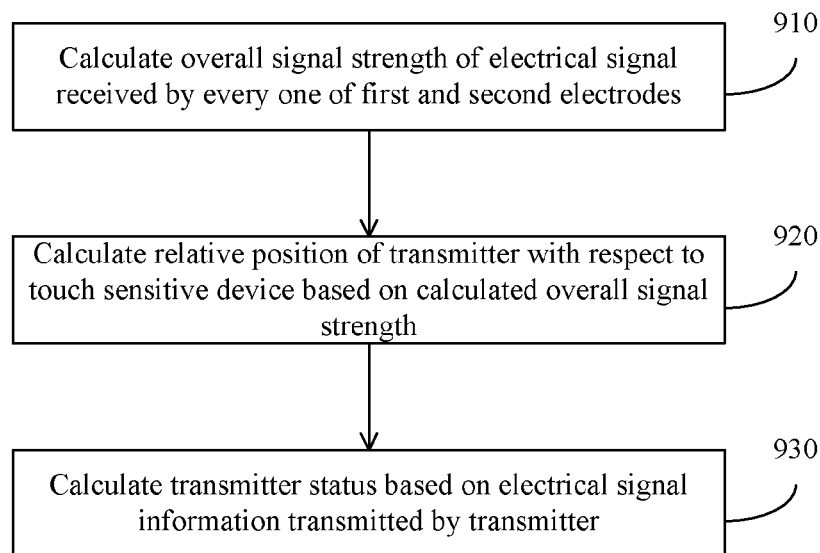 910
Calculate overall signal strength of electrical signal
received by every one of first and second electrodes
920
Calculate relative position of transmitter with respect to
touch sensitive device based on calculated overall signal
strength
930
Calculate transmitter status based on electrical signal
information transmitted by transmitter